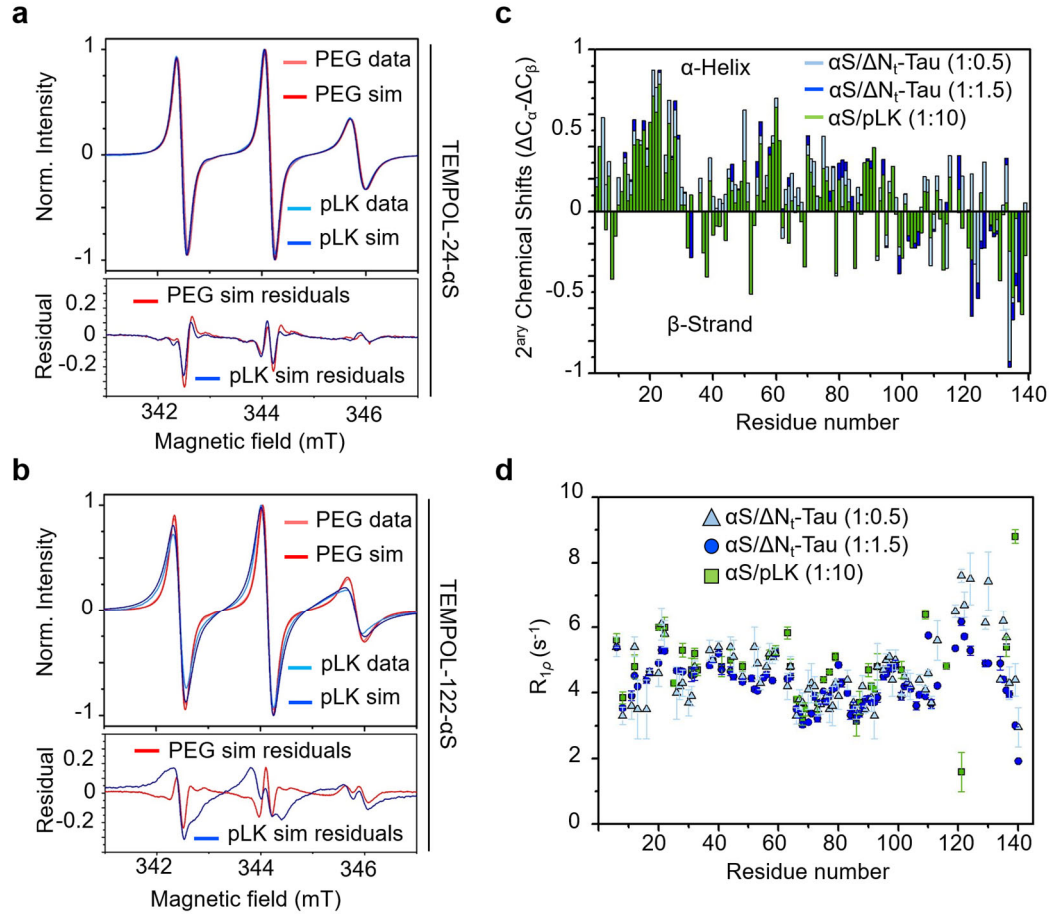 a
1
0
-1
Norm. Intensity
PEG data
PEG sim
pLK data
pLK sim
0.2
0
-0.2
Residual
PEG sim residuals
pLK sim residuals
342
344
346
Magnetic field (mT)
TEMPOL-24-αS
b
1
0
-1
Norm. Intensity
PEG data
PEG sim
pLK data
pLK sim
0.2
0
-0.2
Residual
PEG sim residuals
pLK sim residuals
342
344
346
Magnetic field (mT)
TEMPOL-122-αS
c
1
0.5
0
-0.5
-1
2ary Chemical Shifts (ΔCα-ΔCβ)
α-Helix
β-Strand
αS/ΔNt-Tau (1:0.5)
αS/ΔNt-Tau (1:1.5)
αS/pLK (1:10)
20 40 60 80 100 120 140
Residue number
d
10
8
6
4
2
0
R1ρ (s-1)
αS/ΔNt-Tau (1:0.5)
αS/ΔNt-Tau (1:1.5)
αS/pLK (1:10)
20 40 60 80 100 120 140
Residue number